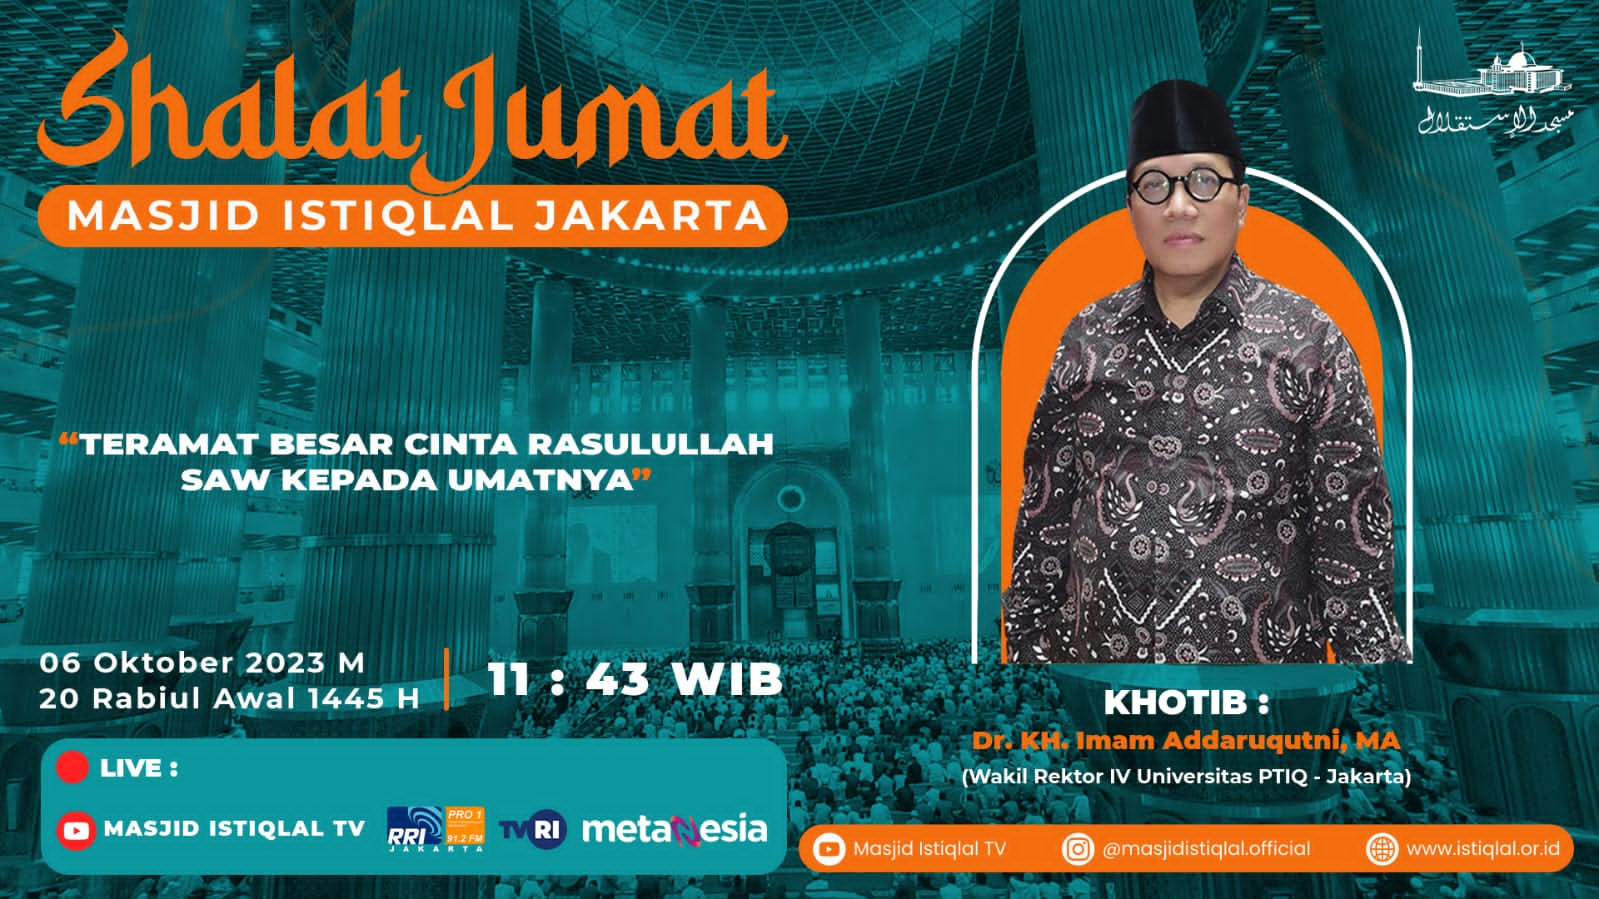 Shalat Jumat
MASJID ISTIQLAL JAKARTA
مسجد الإستقلال
“TERAMAT BESAR CINTA RASULULLAH
SAW KEPADA UMATNYA”
06 Oktober 2023 M
20 Rabiul Awal 1445 H
11 : 43 WIB
LIVE :
MASJID ISTIQLAL TV
RRI
JAKARTA
PRO 1
91.2 FM
TVRI
metaNesia
KHOTIB :
Dr. KH. Imam Addaruqutni, MA
(Wakil Rektor IV Universitas PTIQ - Jakarta)
Masjid Istiqlal TV
@masjidistiqlal.official
www.istiqlal.or.id